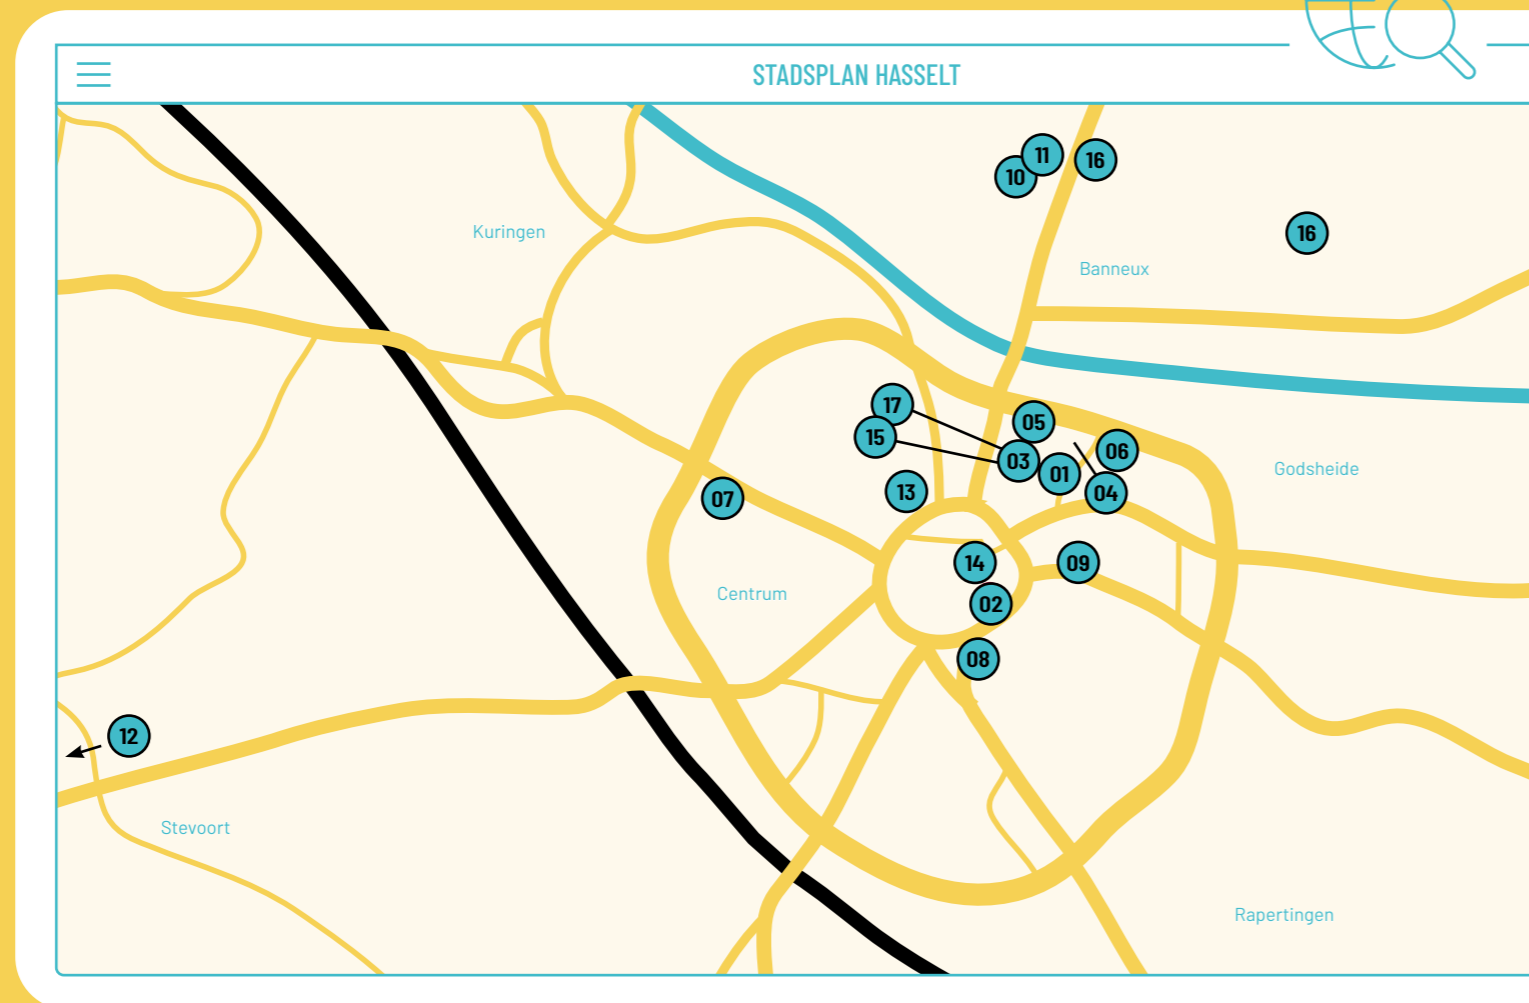 STADSPLAN HASSELT
11
16
10
Kuringen
16
Banneux
17
05
15
06
03
01
Godsheide
13
04
07
14
09
Centrum
02
08
12
Stevoort
Rapertingen